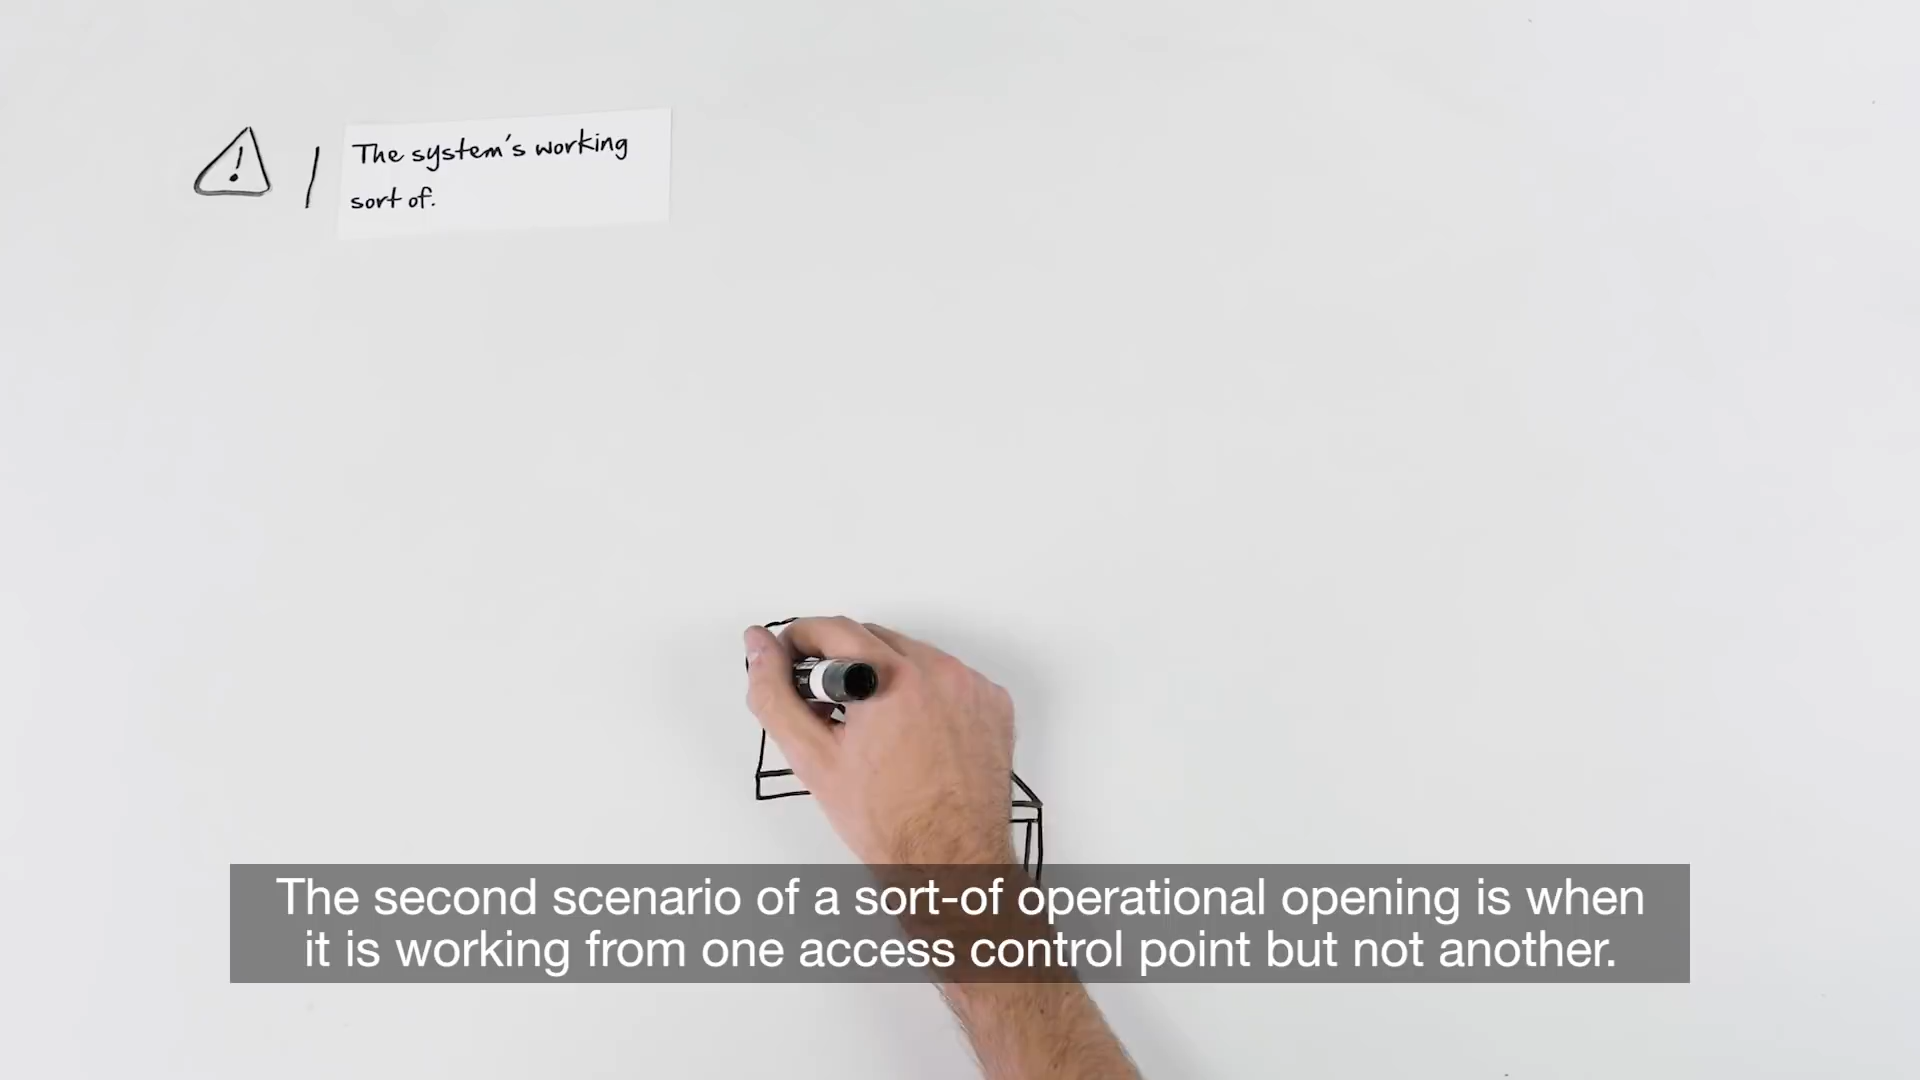 !
The system's working
sort of.
The second scenario of a sort-of operational opening is when
it is working from one access control point but not another.